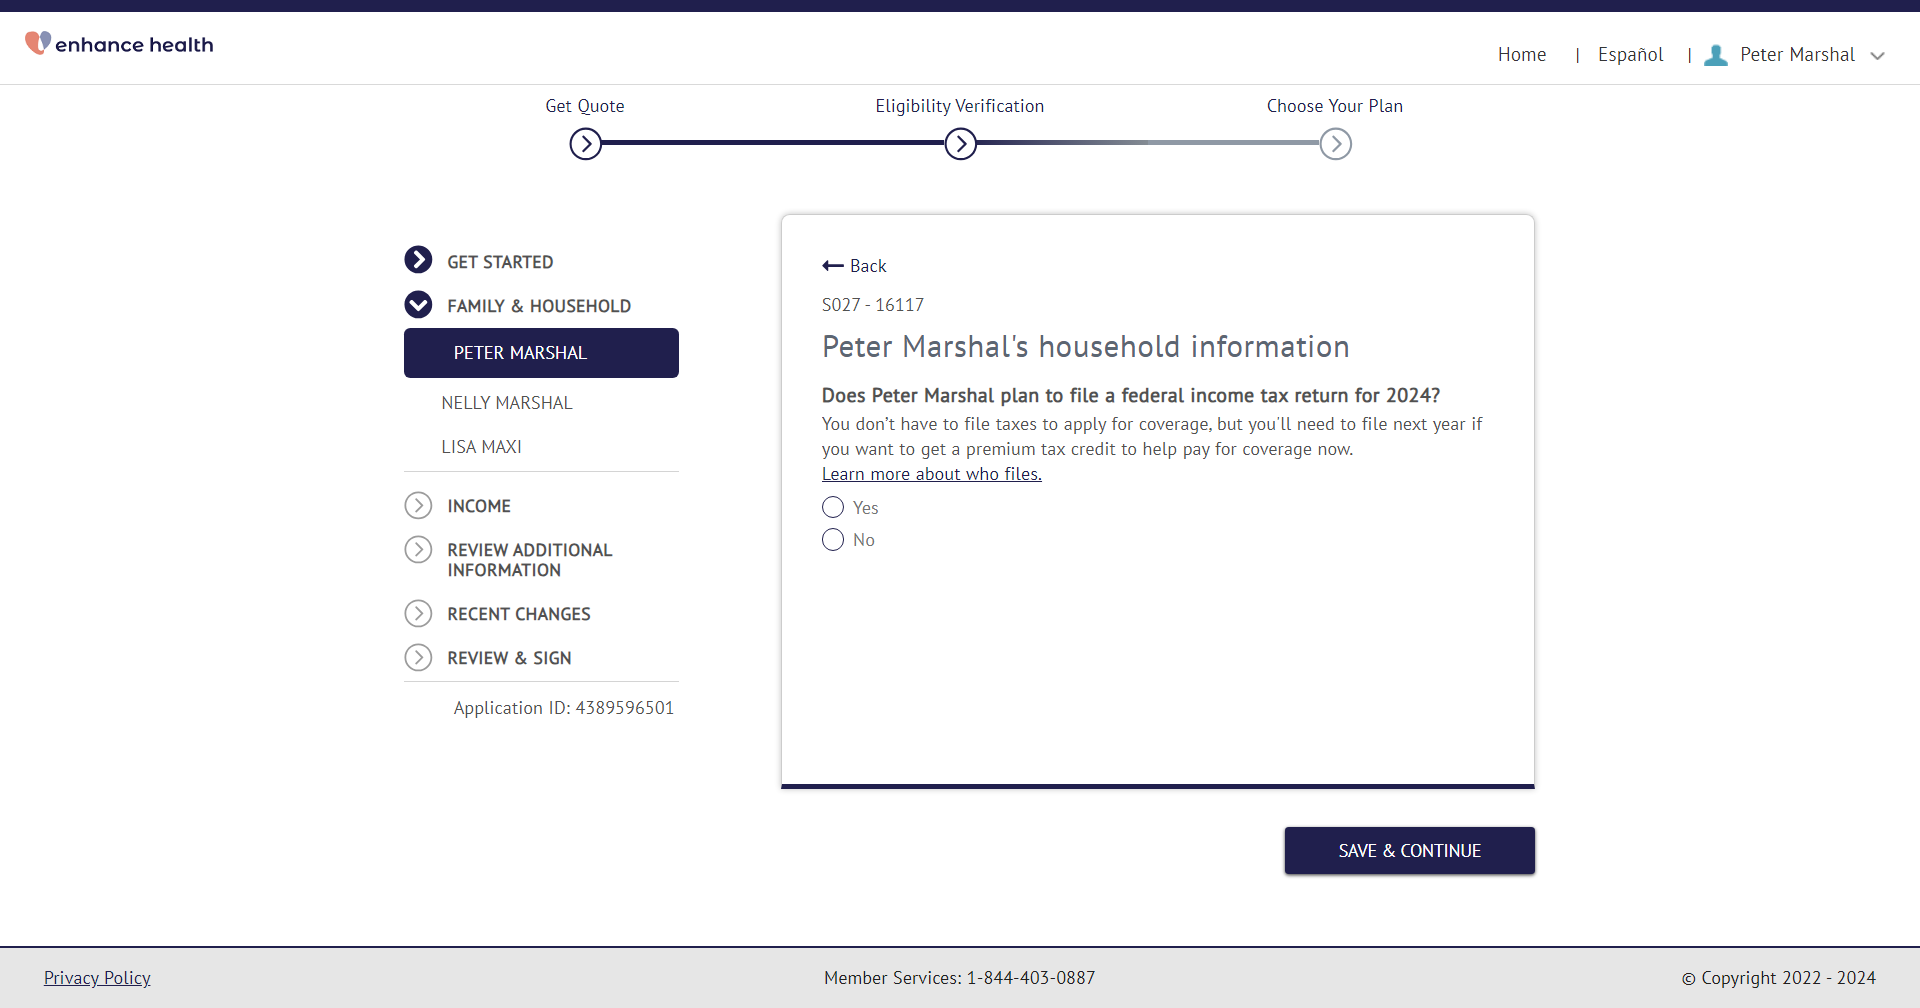 enhance health
Home | Español | Peter Marshal
Get Quote
Eligibility Verification
Choose Your Plan
GET STARTED
FAMILY & HOUSEHOLD
PETER MARSHAL
NELLY MARSHAL
LISA MAXI
INCOME
REVIEW ADDITIONAL
INFORMATION
RECENT CHANGES
REVIEW & SIGN
Application ID: 4389596501
Back
S027 - 16117
Peter Marshal's household information
Does Peter Marshal plan to file a federal income tax return for 2024?
You don’t have to file taxes to apply for coverage, but you'll need to file next year if
you want to get a premium tax credit to help pay for coverage now.
Learn more about who files.
Yes
No
SAVE & CONTINUE
Privacy Policy
Member Services: 1-844-403-0887
© Copyright 2022 - 2024